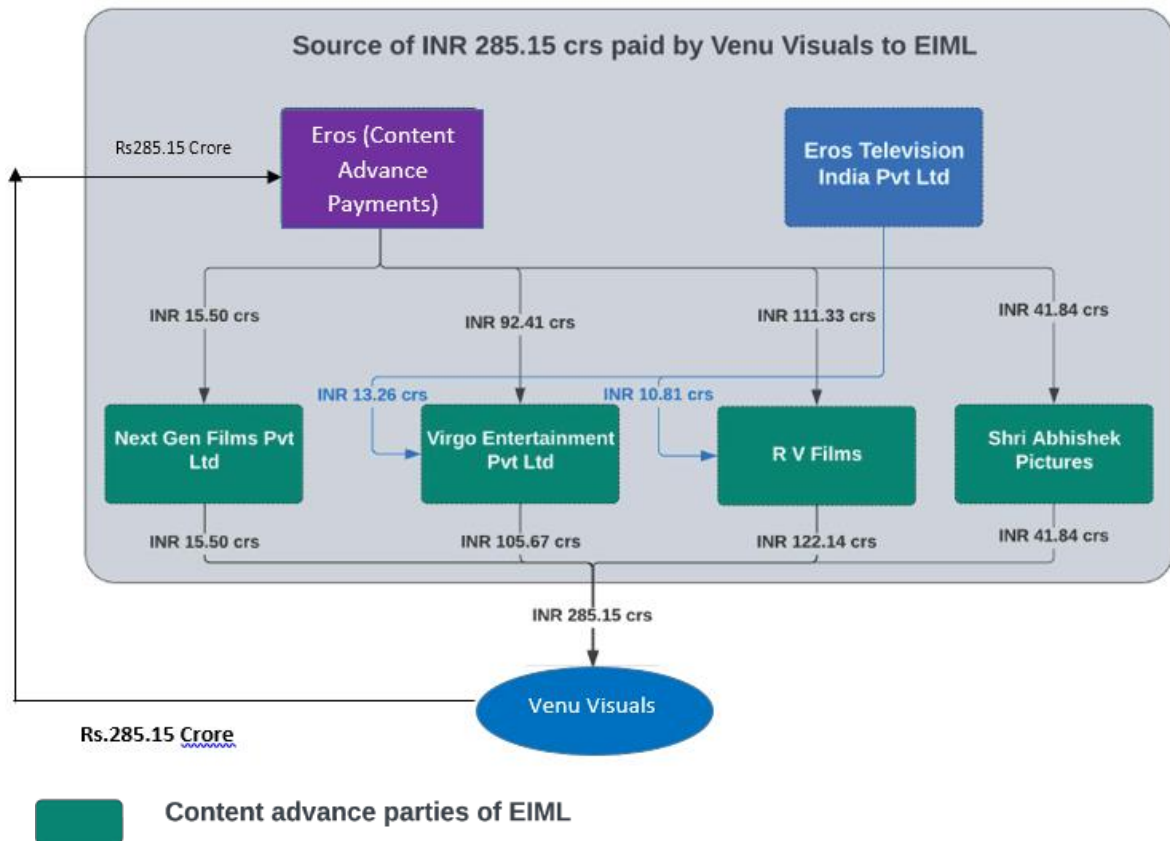 Source of INR 285.15 crs paid by Venu Visuals to EIML
Rs285.15 Crore
Eros (Content
Advance
Payments)
Eros Television
India Pvt Ltd
INR 15.50 crs
INR 92.41 crs
INR 111.33 crs
INR 41.84 crs
INR 13.26 crs
INR 10.81 crs
Next Gen Films Pvt
Ltd
Virgo Entertainment
Pvt Ltd
R V Films
Shri Abhishek
Pictures
INR 15.50 crs
INR 105.67 crs
INR 122.14 crs
INR 41.84 crs
INR 285.15 crs
Venu Visuals
Rs.285.15 Crore
Content advance parties of EIML